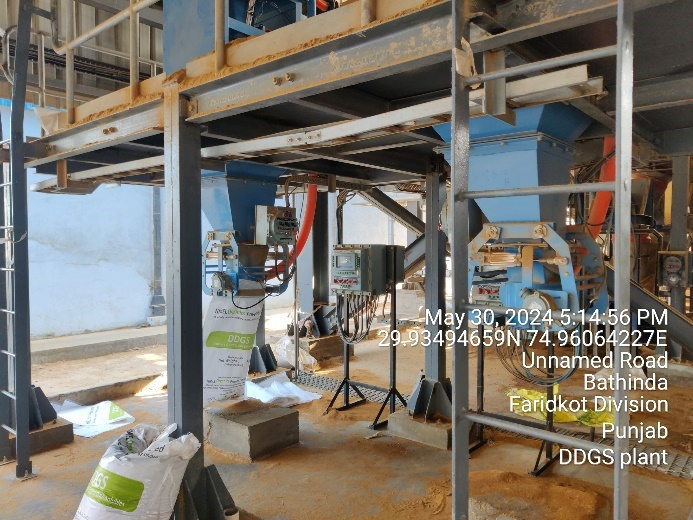 DDGS
DGS
May 30, 2024 5:14:56 PM
29.93494659N 74.96064227E
Unnamed Road
Bathinda
Faridkot Division
Punjab
DDGS plant